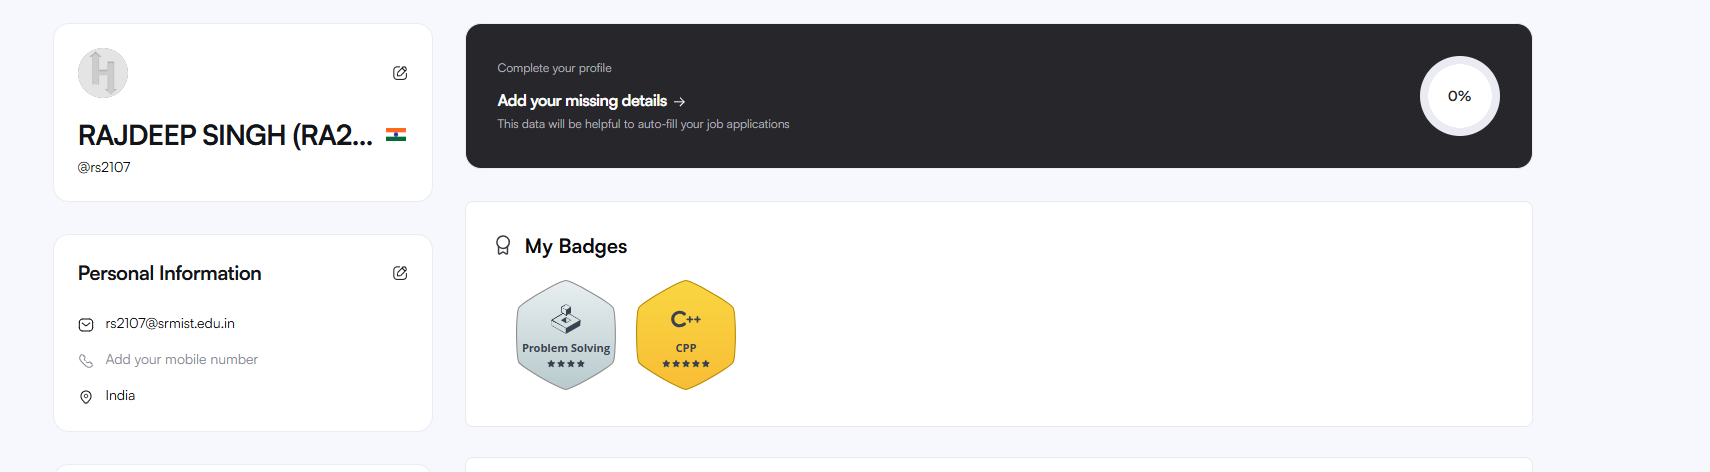 RAJDEEP SINGH (RA2...
@rs2107
Personal Information
rs2107@srmist.edu.in
Add your mobile number
India
Complete your profile
Add your missing details →
This data will be helpful to auto-fill your job applications
0%
My Badges
Problem Solving
C++
CPP